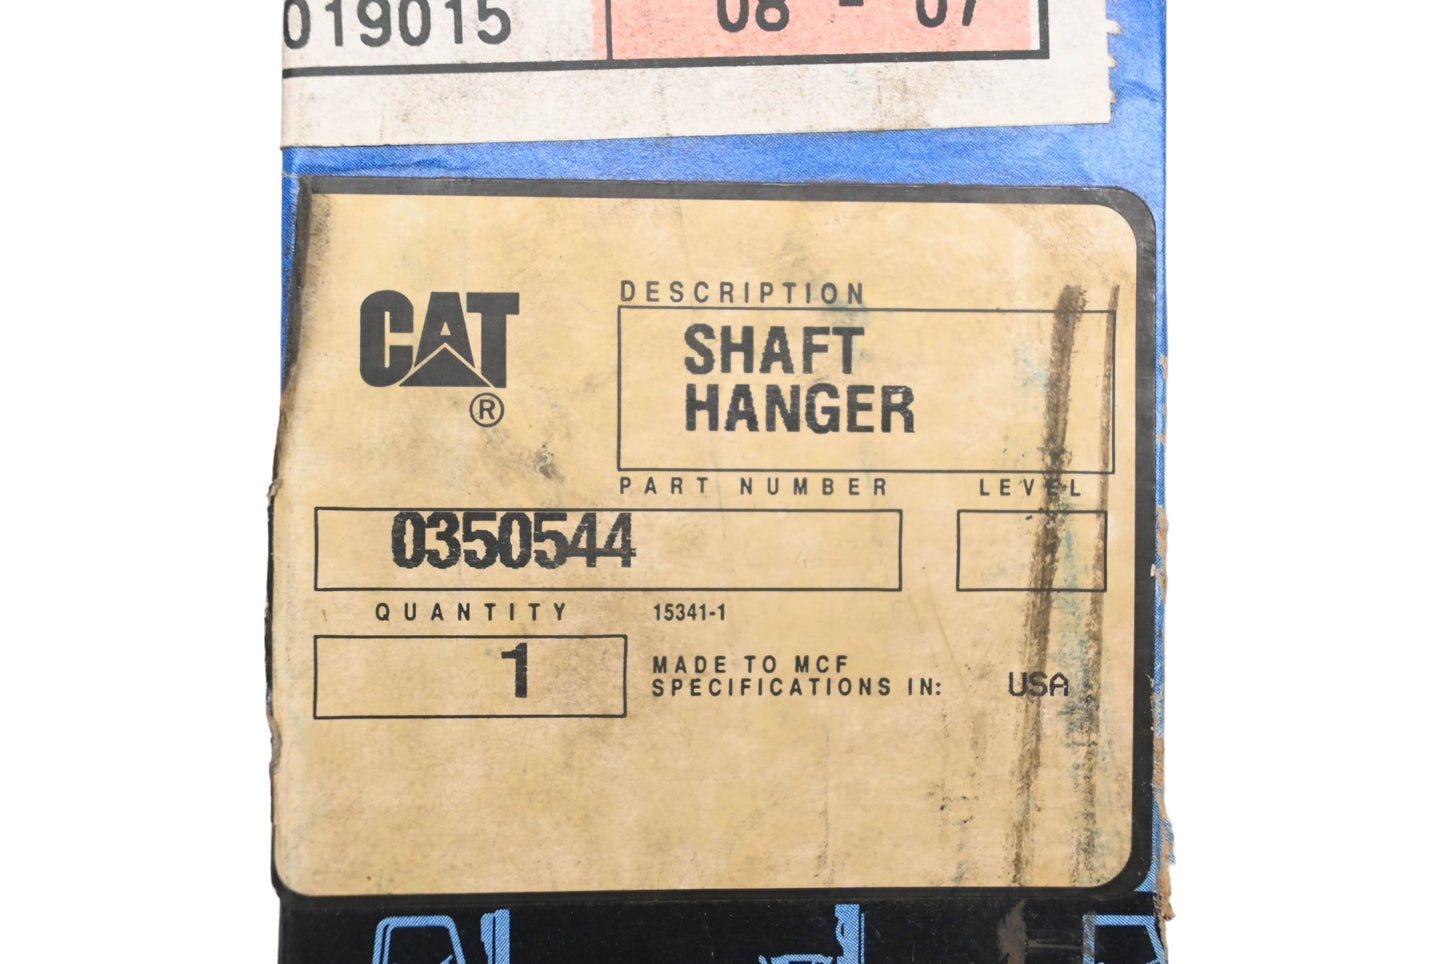 019015
08 - 07
CAT
®
DESCRIPTION
SHAFT
HANGER
PART NUMBER LEVEL
0350544
QUANTITY 15341-1
1
MADE TO MCF
SPECIFICATIONS IN: USA